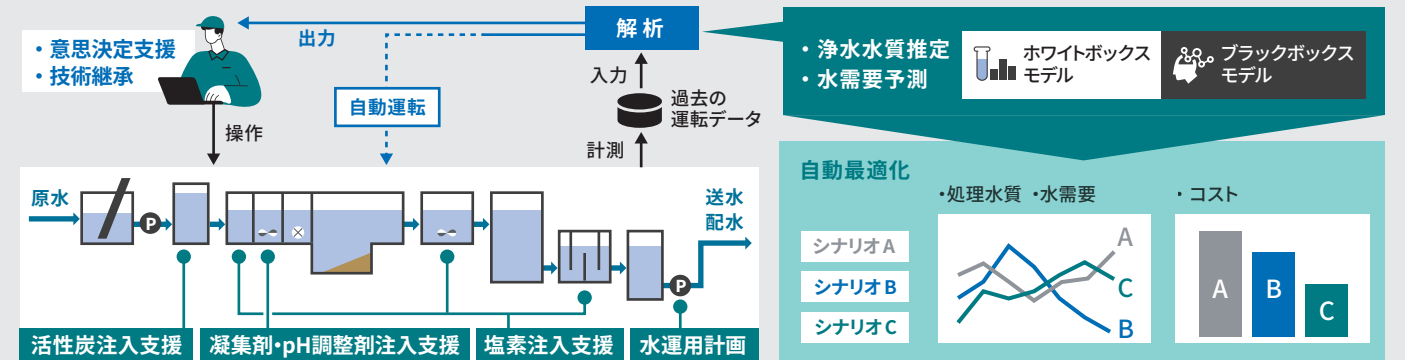 ・意思決定支援
・技術継承
出力
解析
自動運転
操作
入力
過去の
運転データ
計測
原水
P
送水
配水
P
活性炭注入支援
凝集剤・pH調整剤注入支援
塩素注入支援
水運用計画
・浄水水質推定
・水需要予測
ホワイトボックス
モデル
ブラックボックス
モデル
自動最適化
・処理水質 ・水需要
・コスト
シナリオA
シナリオB
シナリオC
A
C
B
A
B
C